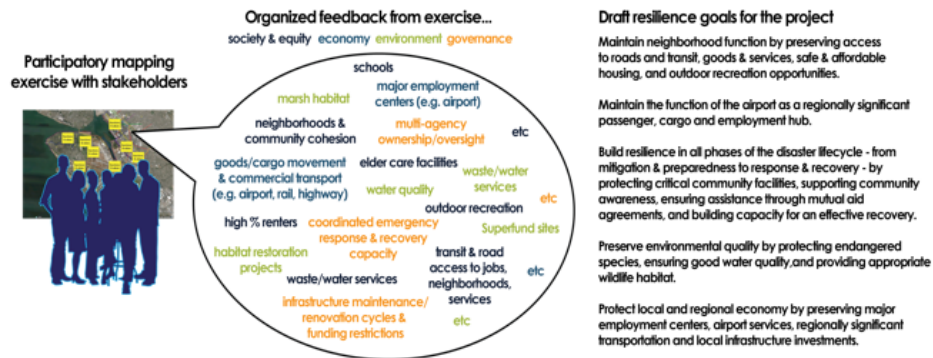 Organized feedback from exercise...
society & equity economy environment governance
Participatory mapping
exercise with stakeholders
schools
marsh habitat
major employment
centers (e.g. airport)
neighborhoods &
community cohesion
multi-agency
ownership/oversight
etc
goods/cargo movement
& commercial transport
(e.g. airport, rail, highway)
elder care facilities
waste/water
services
water quality
etc
outdoor recreation
high % renters
coordinated emergency
response & recovery
capacity
Superfund sites
habitat restoration
projects
transit & road
access to jobs,
neighborhoods,
services
etc
waste/water services
infrastructure maintenance/
renovation cycles &
funding restrictions
etc
Draft resilience goals for the project
Maintain neighborhood function by preserving access
to roads and transit, goods & services, safe & affordable
housing, and outdoor recreation opportunities.
Maintain the function of the airport as a regionally significant
passenger, cargo and employment hub.
Build resilience in all phases of the disaster lifecycle - from
mitigation & preparedness to response & recovery - by
protecting critical community facilities, supporting community
awareness, ensuring assistance through mutual aid
agreements, and building capacity for an effective recovery.
Preserve environmental quality by protecting endangered
species, ensuring good water quality,and providing appropriate
wildlife habitat.
Protect local and regional economy by preserving major
employment centers, airport services, regionally significant
transportation and local infrastructure investments.